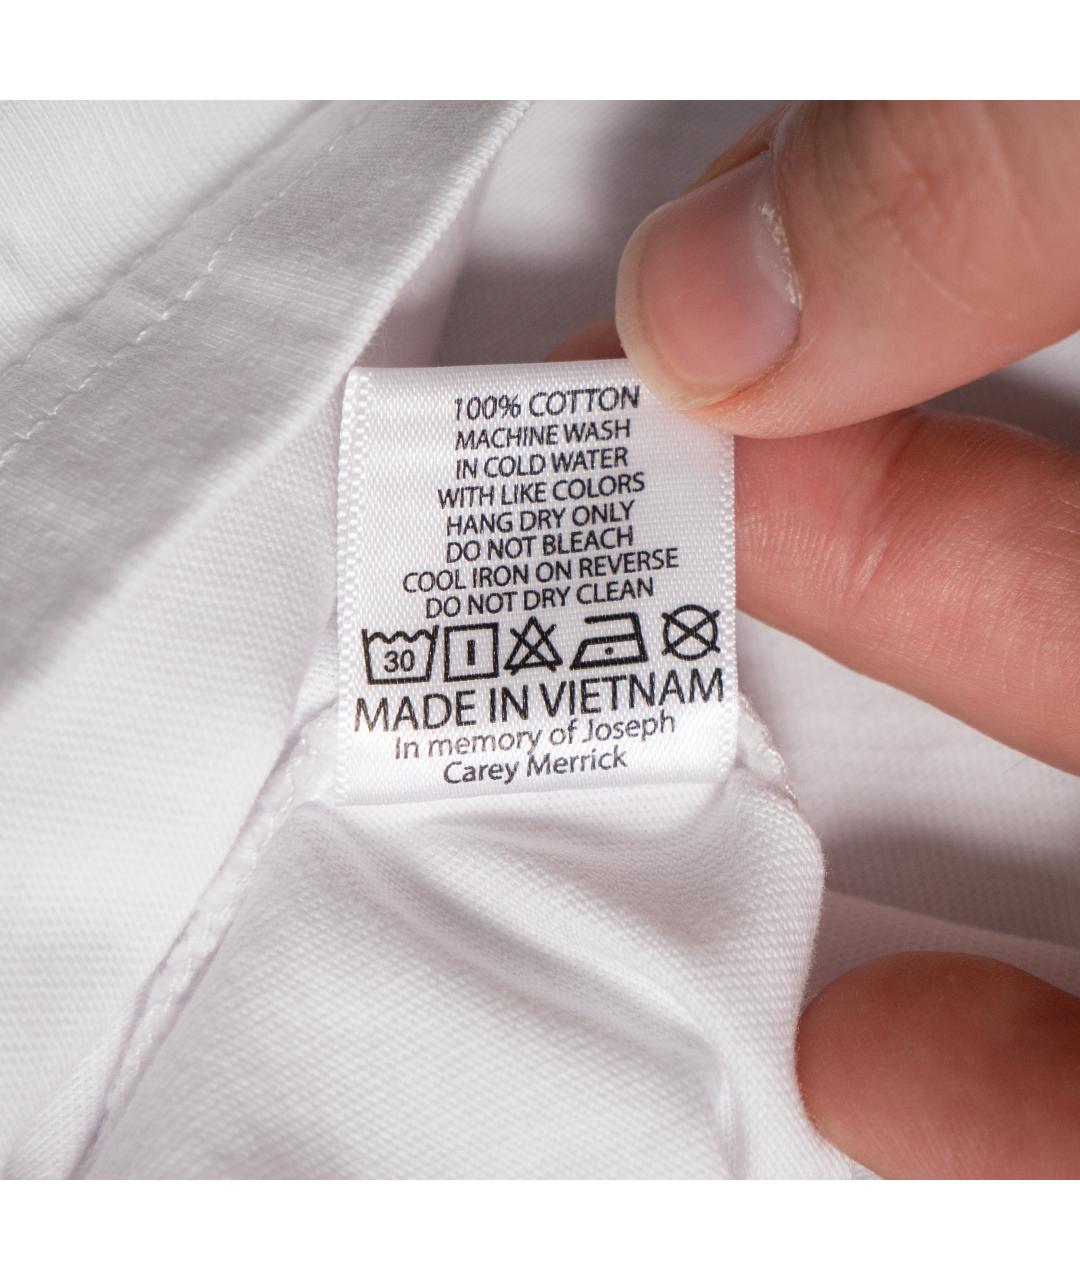 100% COTTON
MACHINE WASH
IN COLD WATER
WITH LIKE COLORS
HANG DRY ONLY
DO NOT BLEACH
COOL IRON ON REVERSE
DO NOT DRY CLEAN
30
MADE IN VIETNAM
In memory of Joseph
Carey Merrick